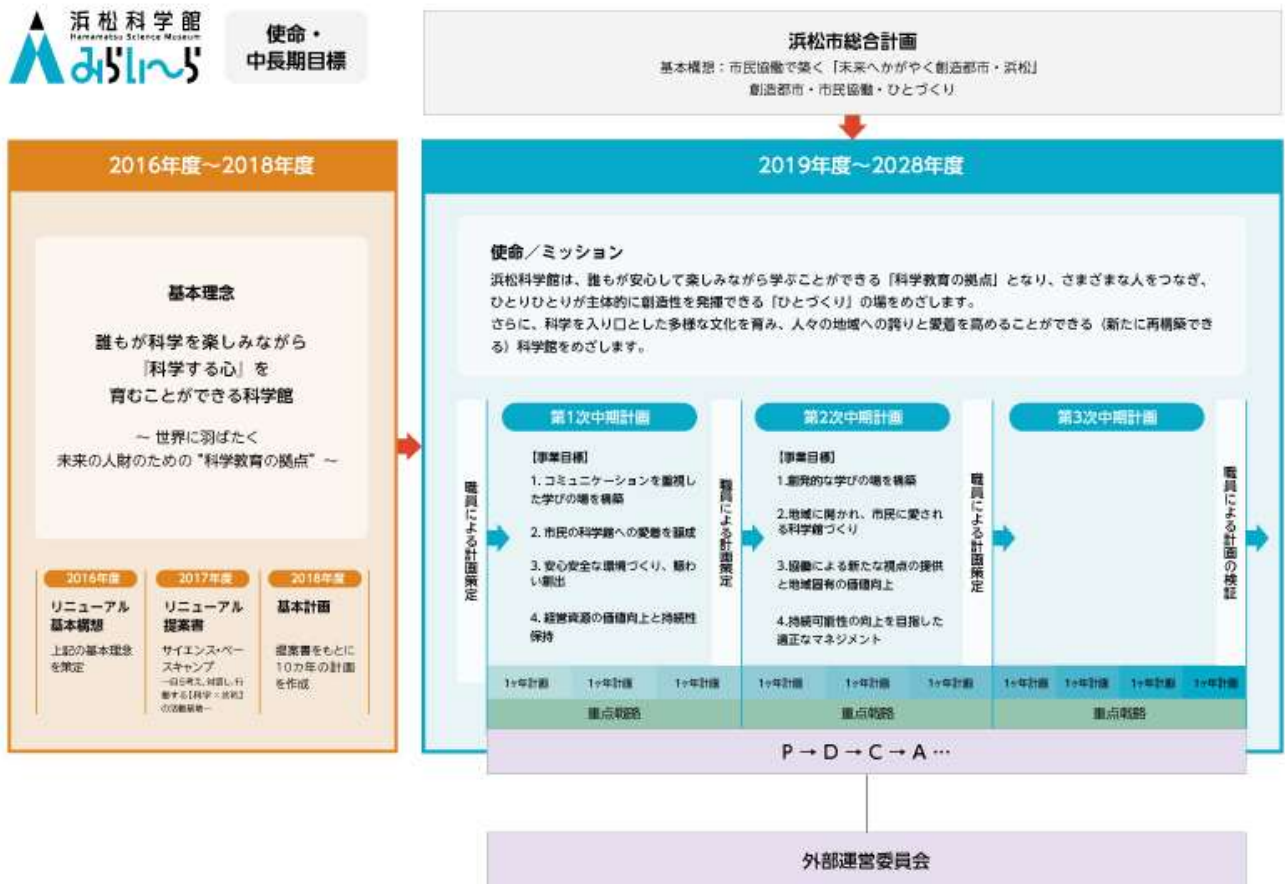 浜松科学館
Hamamatsu Science Museum
みらいーら
使命・
中長期目標
浜松市総合計画
基本構想：市民協働で築く「未来へかがやく創造都市・浜松」
創造都市・市民協働・ひとづくり
2016年度～2018年度
基本理念
誰もが科学を楽しみながら
『科学する心』を
育むことができる科学館
～ 世界に羽ばたく
未来の人財のための “科学教育の拠点” ～
2016年度
リニューアル
基本構想
上記の基本理念
を策定
2017年度
リニューアル
提案書
サイエンス・ベー
スキャンプ
―自ら考え、対話し、行
動する【科学×技術】
の活動基地―
2018年度
基本計画
提案書をもとに
10カ年の計画
を作成
2019年度～2028年度
使命／ミッション
浜松科学館は、誰もが安心して楽しみながら学ぶことができる「科学教育の拠点」となり、さまざまな人をつなぎ、
ひとりひとりが主体的に創造性を発揮できる「ひとづくり」の場をめざします。
さらに、科学を入り口とした多様な文化を育み、人々の地域への誇りと愛着を高めることができる（新たに再構築でき
る）科学館をめざします。
職員による計画策定
第1次中期計画
【事業目標】
1. コミュニケーションを重視し
た学びの場を構築
2. 市民の科学館への愛着を醸成
3. 安心安全な環境づくり、賑わ
い創出
4. 経営資源の価値向上と持続性
保持
職員による計画策定
第2次中期計画
【事業目標】
1.創発的な学びの場を構築
2.地域に開かれ、市民に愛され
る科学館づくり
3.協働による新たな視点の提供
と地域固有の価値向上
4.持続可能性の向上を目指した
適正なマネジメント
職員による計画策定
第3次中期計画
職員による計画の検証
1ヶ年計画 1ヶ年計画 1ヶ年計画 1ヶ年計画 1ヶ年計画 1ヶ年計画 1ヶ年計画 1ヶ年計画 1ヶ年計画 1ヶ年計画
重点戦略 重点戦略 重点戦略
P → D → C → A …
外部運営委員会